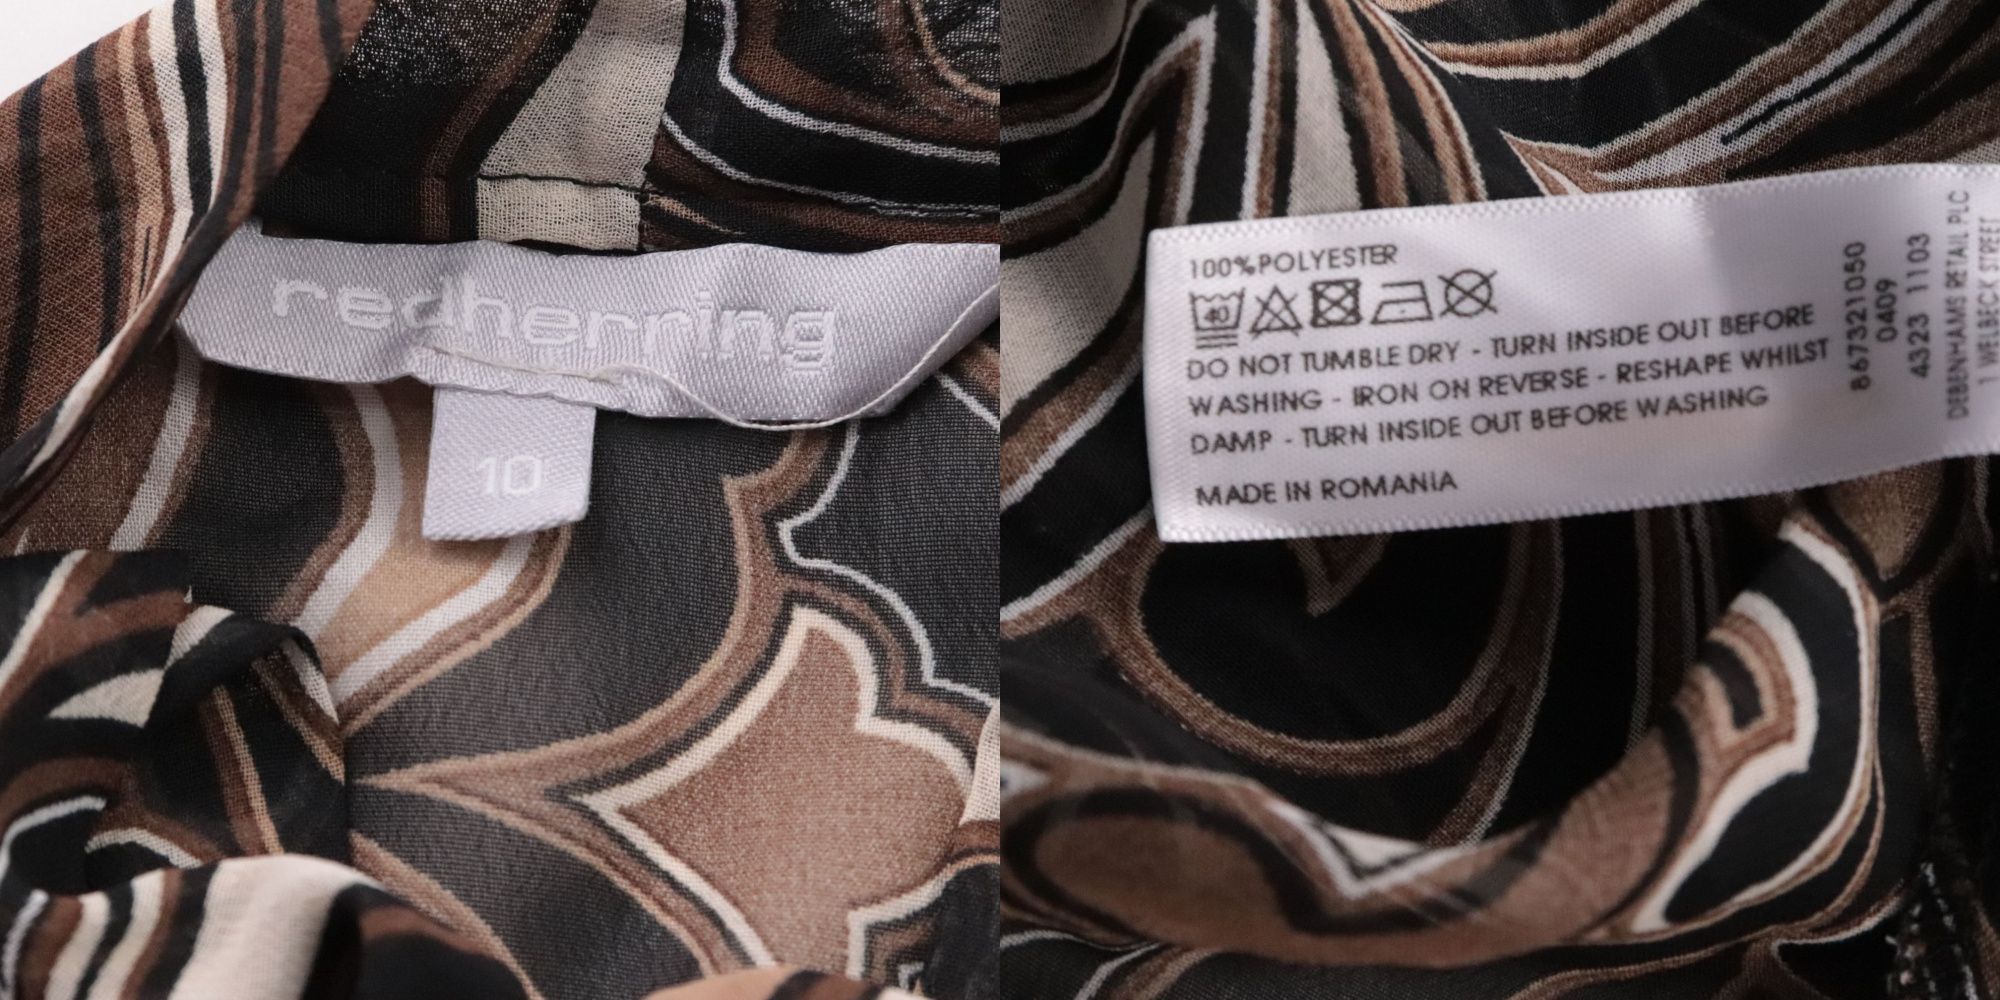 redherring
10
100%POLYESTER
40
DO NOT TUMBLE DRY - TURN INSIDE OUT BEFORE
WASHING - IRON ON REVERSE - RESHAPE WHILST
DAMP - TURN INSIDE OUT BEFORE WASHING
MADE IN ROMANIA
867321050
0409
4323 1103
DEBENHAMS RETAIL PLC
1 WELBECK STREET